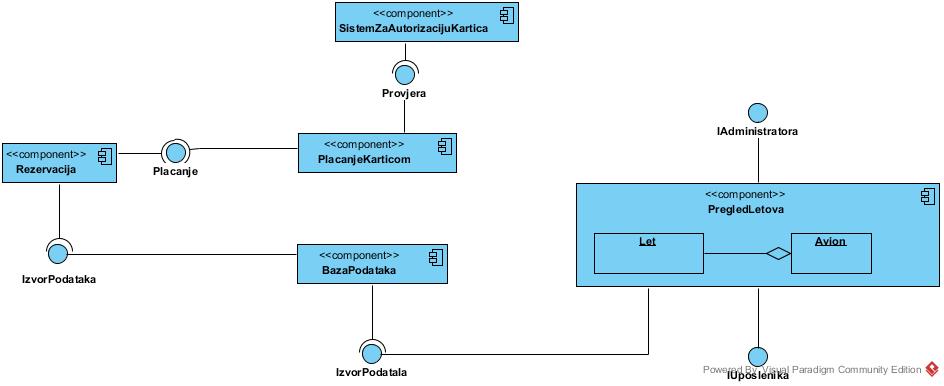 <<component>>
SistemZaAutorizacijuKartica
Provjera
IAdministratora
<<component>>
Rezervacija
Placanje
<<component>>
PlacanjeKarticom
<<component>>
PregledLetova
Let
Avion
IzvorPodataka
<<component>>
BazaPodataka
IzvorPodatala
IUposlenika
Powered By Visual Paradigm Community Edition